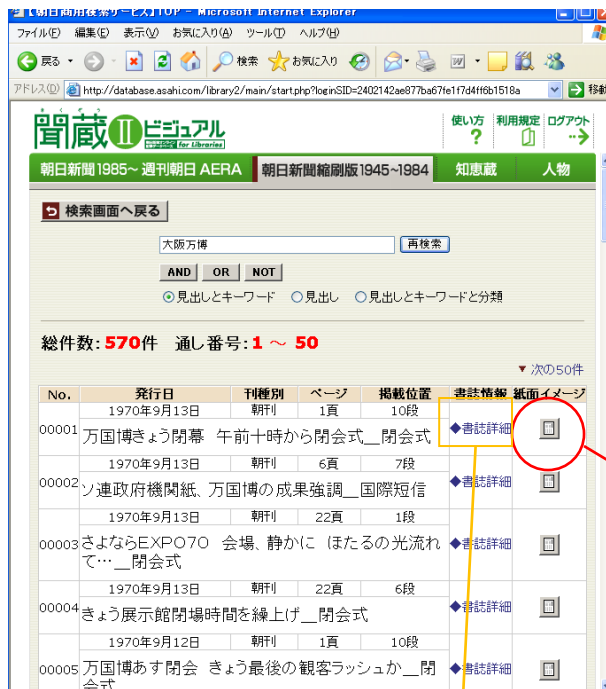 【朝日商用検索サービス】TOP - Microsoft Internet Explorer
ファイル(F) 編集(E) 表示(V) お気に入り(A) ツール(T) ヘルプ(H)
戻る 検索 お気に入り
アドレス(D) http://database.asahi.com/library2/main/start.php?loginSID=2402142ae877ba67fe1f7d4ff6b1518a 移動
きくぞう
聞蔵Ⅱビジュアル
for Libraries
使い方 利用規定 ログアウト
朝日新聞1985~ 週刊朝日 AERA 朝日新聞縮刷版1945~1984 知恵蔵 人物
検索画面へ戻る
大阪万博 再検索
AND OR NOT
見出しとキーワード 見出し 見出しとキーワードと分類
総件数:570件 通し番号:1 ~ 50
▼ 次の50件
No. 発行日 刊種別 ページ 掲載位置 書誌情報 紙面イメージ
1970年9月13日 朝刊 1頁 10段
00001 万国博きょう閉幕 午前十時から閉会式__閉会式 ◆書誌詳細
1970年9月13日 朝刊 6頁 7段
00002 ソ連政府機関紙、万国博の成果強調__国際短信 ◆書誌詳細
1970年9月13日 朝刊 22頁 1段
00003 さよならEXPO70 会場、静かに ほたるの光流れ ◆書誌詳細
て…__閉会式
1970年9月13日 朝刊 22頁 6段
00004 きょう展示館閉場時間を繰上げ__閉会式 ◆書誌詳細
1970年9月12日 朝刊 1頁 10段
00005 万国博あす閉会 きょう最後の観客ラッシュか__閉 ◆書誌詳細
会式